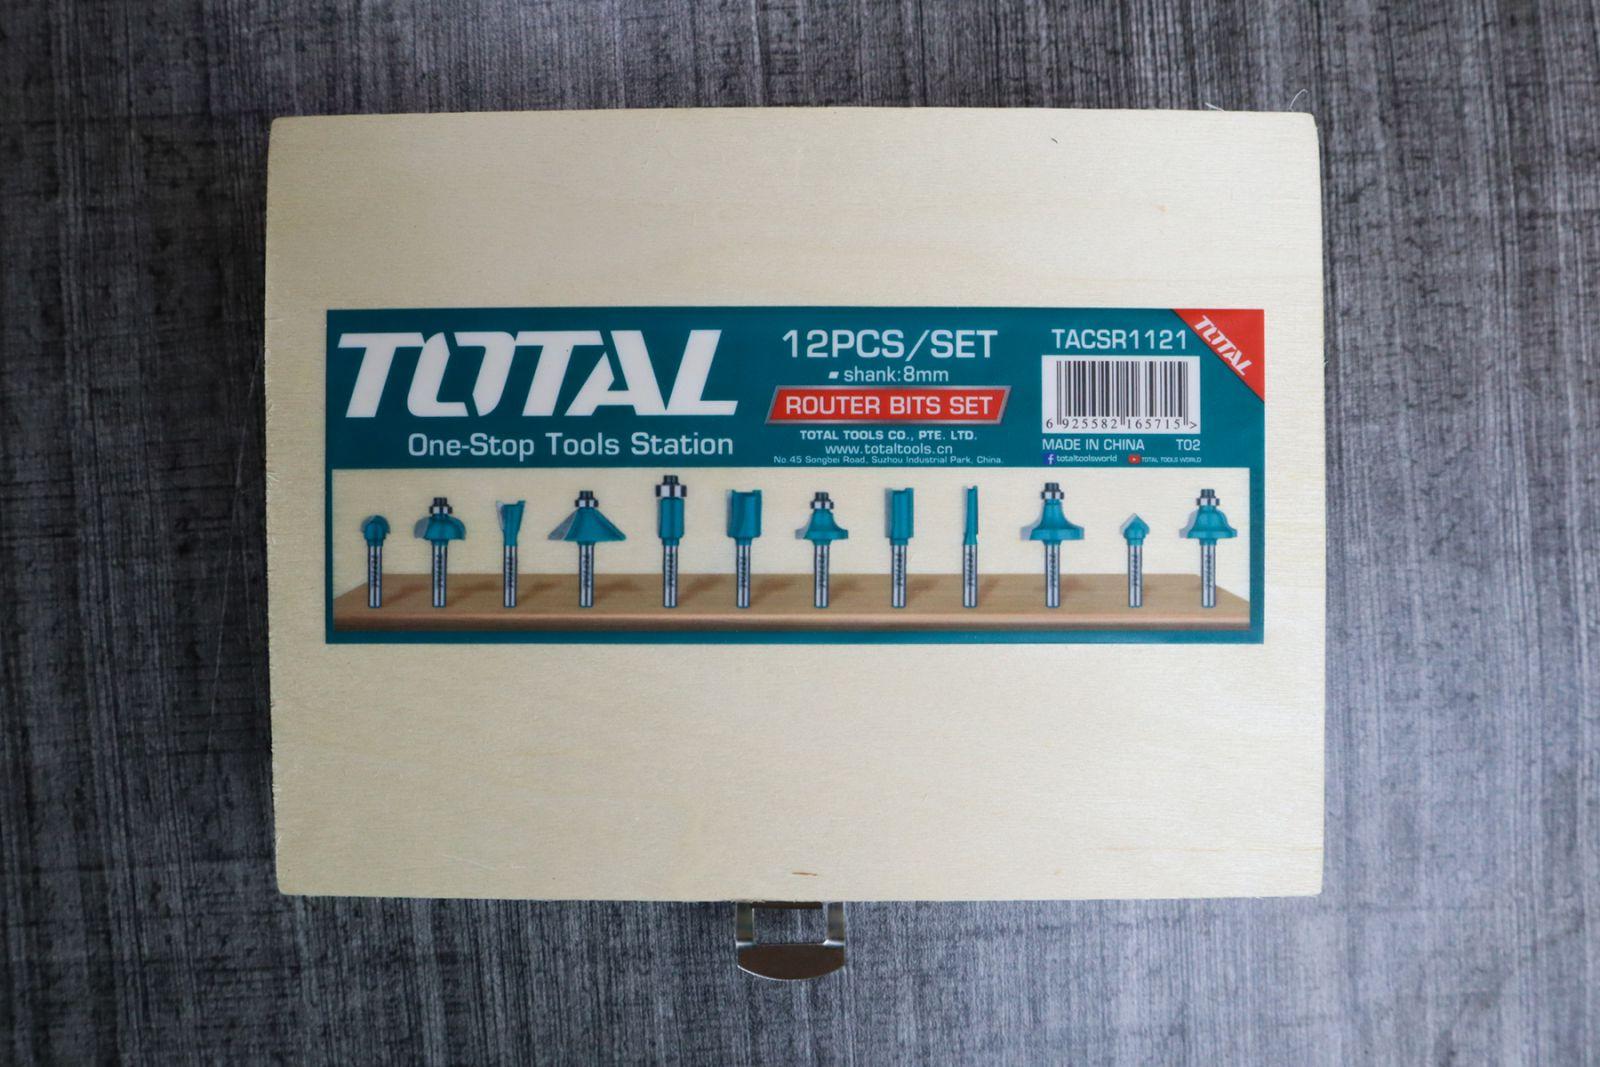 TOTAL
One-Stop Tools Station
12PCS/SET
shank:8mm
ROUTER BITS SET
TOTAL TOOLS CO., PTE. LTD.
www.totaltools.cn
No.45 Songbei Road, Suzhou Industrial Park, China.
TACSR1121
6 925582 165715 >
MADE IN CHINA T02
totaltoolsworld TOTAL TOOLS WORLD
TOTAL